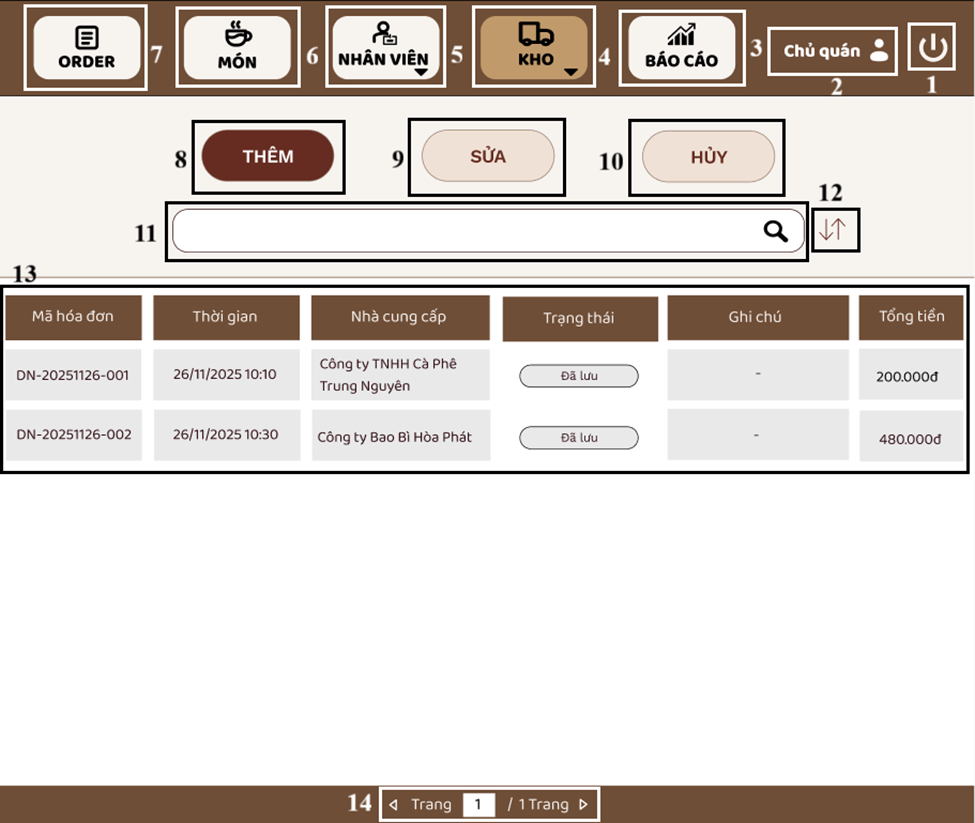 ORDER 7 MÓN 6 NHÂN VIÊN 5 KHO 4 BÁO CÁO 3 Chủ quán
2 1
8 THÊM 9 SỬA 10 HỦY
12
11
13
Mã hóa đơn Thời gian Nhà cung cấp Trạng thái Ghi chú Tổng tiền
DN-20251126-001 26/11/2025 10:10 Công ty TNHH Cà Phê Trung Nguyên Đã lưu - 200.000đ
DN-20251126-002 26/11/2025 10:30 Công ty Bao Bì Hòa Phát Đã lưu - 480.000đ
14 Trang 1 / 1 Trang